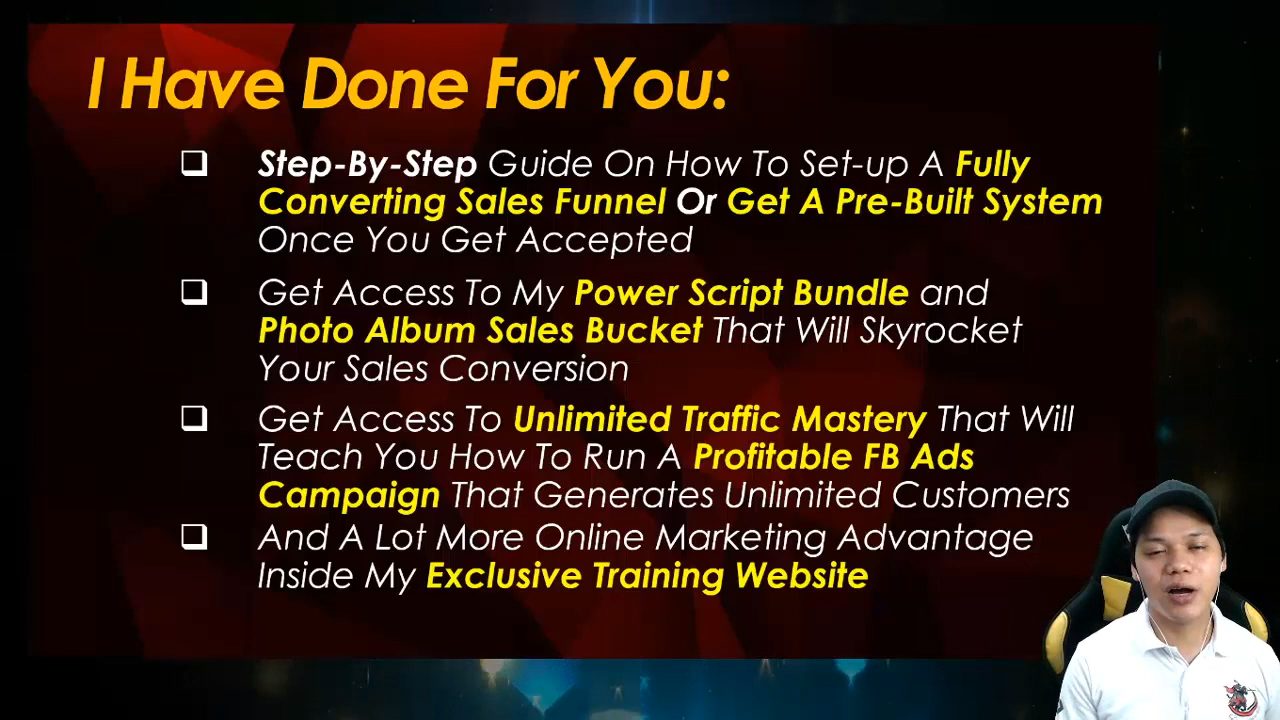 I Have Done For You:
Step-By-Step Guide On How To Set-up A Fully
Converting Sales Funnel Or Get A Pre-Built System
Once You Get Accepted
Get Access To My Power Script Bundle and
Photo Album Sales Bucket That Will Skyrocket
Your Sales Conversion
Get Access To Unlimited Traffic Mastery That Will
Teach You How To Run A Profitable FB Ads
Campaign That Generates Unlimited Customers
And A Lot More Online Marketing Advantage
Inside My Exclusive Training Website